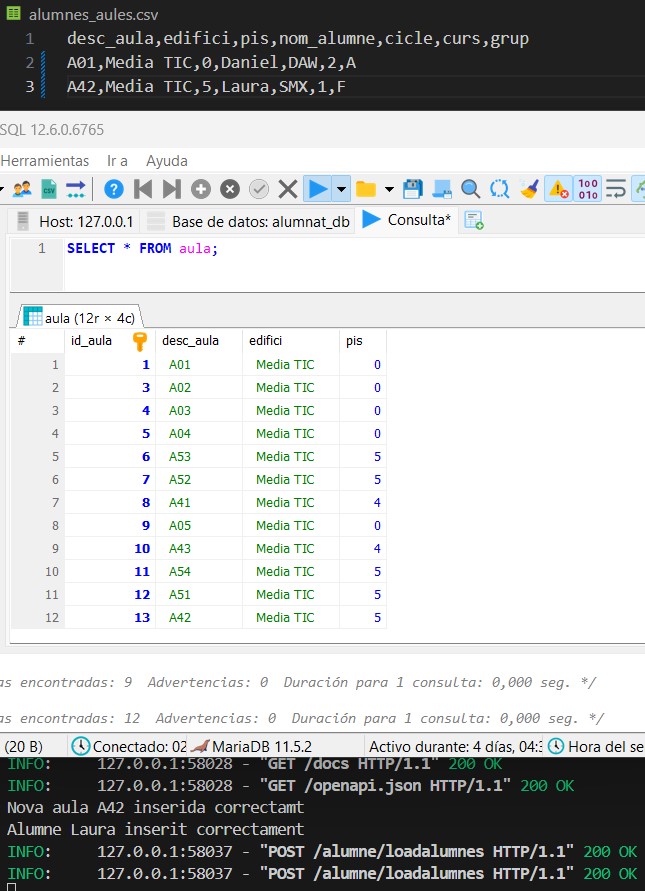 alumnes_aules.csv
1 desc_aula,edifici,pis,nom_alumne,cicle,curs,grup
2 A01,Media TIC,0,Daniel,DAW,2,A
3 A42,Media TIC,5,Laura,SMX,1,F
SQL 12.6.0.6765
Herramientas Ir a Ayuda
Host: 127.0.0.1 Base de datos: alumnat_db Consulta*
1 SELECT * FROM aula;
aula (12r × 4c)
# id_aula desc_aula edifici pis
1 1 A01 Media TIC 0
2 3 A02 Media TIC 0
3 4 A03 Media TIC 0
4 5 A04 Media TIC 0
5 6 A53 Media TIC 5
6 7 A52 Media TIC 5
7 8 A41 Media TIC 4
8 9 A05 Media TIC 0
9 10 A43 Media TIC 4
10 11 A54 Media TIC 5
11 12 A51 Media TIC 5
12 13 A42 Media TIC 5
as encontradas: 9 Advertencias: 0 Duración para 1 consulta: 0,000 seg. */
as encontradas: 12 Advertencias: 0 Duración para 1 consulta: 0,000 seg. */
(20 B) Conectado: 02 MariaDB 11.5.2 Activo durante: 4 días, 04:3 Hora del se
INFO: 127.0.0.1:58028 - "GET /docs HTTP/1.1" 200 OK
INFO: 127.0.0.1:58028 - "GET /openapi.json HTTP/1.1" 200 OK
Nova aula A42 inserida correctamt
Alumne Laura inserit correctament
INFO: 127.0.0.1:58037 - "POST /alumne/loadalumnes HTTP/1.1" 200 OK
INFO: 127.0.0.1:58037 - "POST /alumne/loadalumnes HTTP/1.1" 200 OK